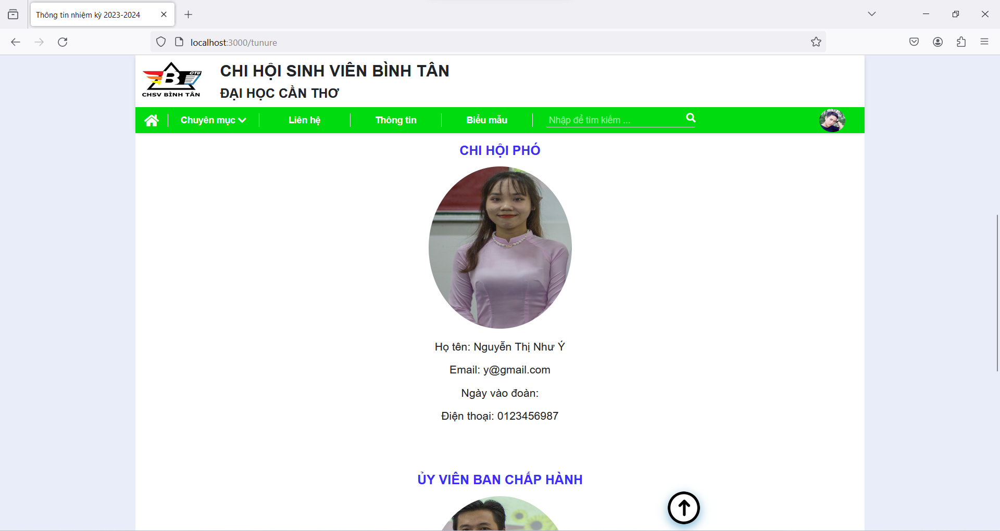 Thông tin nhiệm kỳ 2023-2024
localhost:3000/tunure
B
CTU
CHSV BÌNH TÂN
CHI HỘI SINH VIÊN BÌNH TÂN
ĐẠI HỌC CẦN THƠ
Chuyên mục
Liên hệ
Thông tin
Biểu mẫu
Nhập để tìm kiếm ...
CHI HỘI PHÓ
Họ tên: Nguyễn Thị Như Ý
Email: y@gmail.com
Ngày vào đoàn:
Điện thoại: 0123456987
ỦY VIÊN BAN CHẤP HÀNH